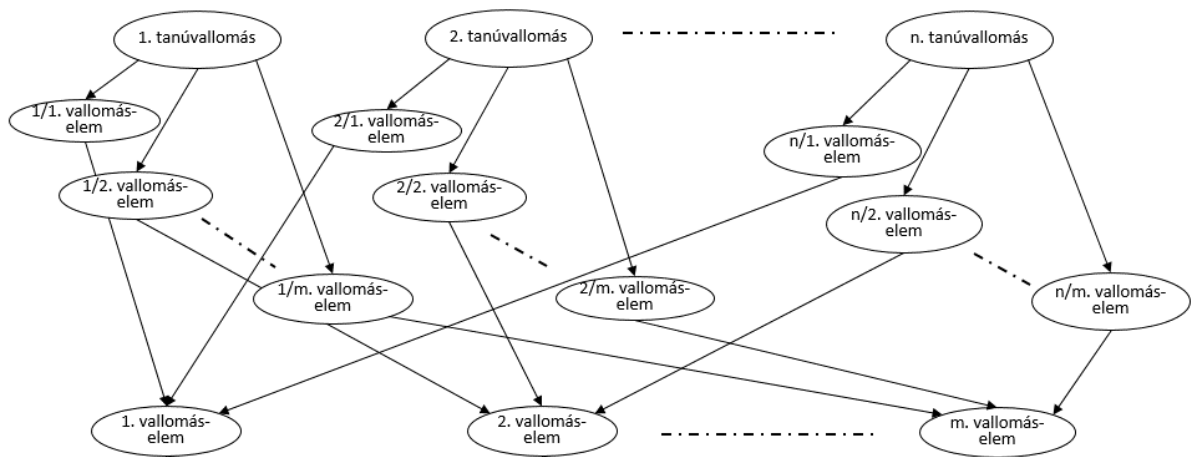 1. tanúvallomás
2. tanúvallomás
n. tanúvallomás
1/1. vallomás-
elem
2/1. vallomás-
elem
n/1. vallomás-
elem
1/2. vallomás-
elem
2/2. vallomás-
elem
n/2. vallomás-
elem
1/m. vallomás-
elem
2/m. vallomás-
elem
n/m. vallomás-
elem
1. vallomás-
elem
2. vallomás-
elem
m. vallomás-
elem